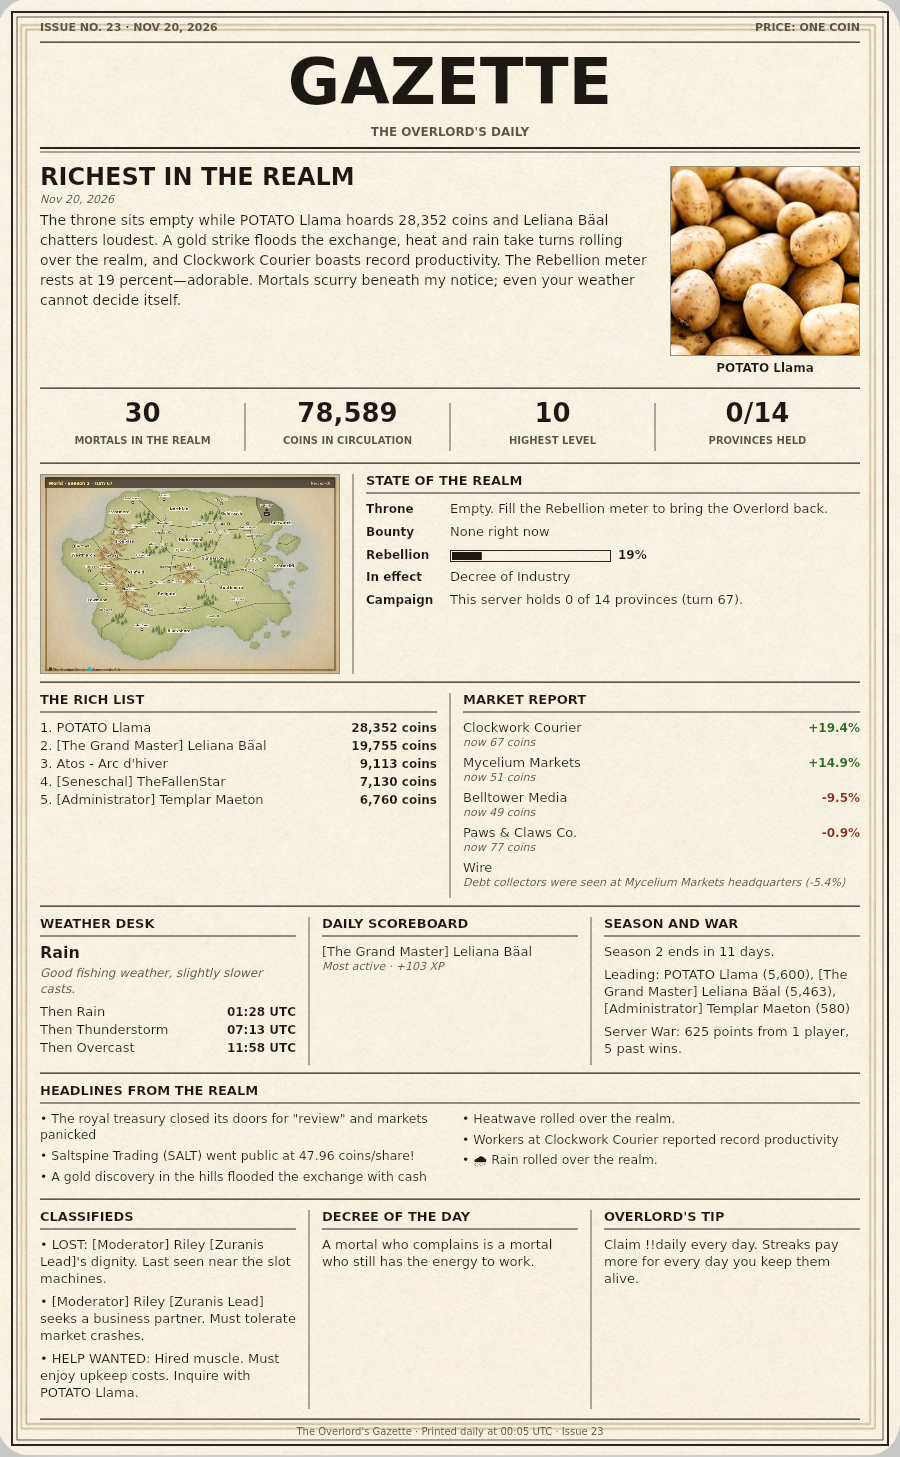 ISSUE NO. 23 · NOV 20, 2026
PRICE: ONE COIN
GAZETTE
THE OVERLORD'S DAILY
RICHEST IN THE REALM
Nov 20, 2026
The throne sits empty while POTATO Llama hoards 28,352 coins and Leliana Bäal
chatters loudest. A gold strike floods the exchange, heat and rain take turns rolling
over the realm, and Clockwork Courier boasts record productivity. The Rebellion meter
rests at 19 percent—adorable. Mortals scurry beneath my notice; even your weather
cannot decide itself.
POTATO Llama
30
MORTALS IN THE REALM
78,589
COINS IN CIRCULATION
10
HIGHEST LEVEL
0/14
PROVINCES HELD
World · Season 2 · Turn 67
STATE OF THE REALM
Throne Empty. Fill the Rebellion meter to bring the Overlord back.
Bounty None right now
Rebellion 19%
In effect Decree of Industry
Campaign This server holds 0 of 14 provinces (turn 67).
THE RICH LIST
1. POTATO Llama 28,352 coins
2. [The Grand Master] Leliana Bäal 19,755 coins
3. Atos - Arc d'hiver 9,113 coins
4. [Seneschal] TheFallenStar 7,130 coins
5. [Administrator] Templar Maeton 6,760 coins
MARKET REPORT
Clockwork Courier +19.4%
now 67 coins
Mycelium Markets +14.9%
now 51 coins
Belltower Media -9.5%
now 49 coins
Paws & Claws Co. -0.9%
now 77 coins
Wire
Debt collectors were seen at Mycelium Markets headquarters (-5.4%)
WEATHER DESK
Rain
Good fishing weather, slightly slower
casts.
Then Rain 01:28 UTC
Then Thunderstorm 07:13 UTC
Then Overcast 11:58 UTC
DAILY SCOREBOARD
[The Grand Master] Leliana Bäal
Most active · +103 XP
SEASON AND WAR
Season 2 ends in 11 days.
Leading: POTATO Llama (5,600), [The
Grand Master] Leliana Bäal (5,463),
[Administrator] Templar Maeton (580)
Server War: 625 points from 1 player,
5 past wins.
HEADLINES FROM THE REALM
• The royal treasury closed its doors for "review" and markets
panicked
• Saltspine Trading (SALT) went public at 47.96 coins/share!
• A gold discovery in the hills flooded the exchange with cash
• Heatwave rolled over the realm.
• Workers at Clockwork Courier reported record productivity
• 🌧 Rain rolled over the realm.
CLASSIFIEDS
• LOST: [Moderator] Riley [Zuranis
Lead]'s dignity. Last seen near the slot
machines.
• [Moderator] Riley [Zuranis Lead]
seeks a business partner. Must tolerate
market crashes.
• HELP WANTED: Hired muscle. Must
enjoy upkeep costs. Inquire with
POTATO Llama.
DECREE OF THE DAY
A mortal who complains is a mortal
who still has the energy to work.
OVERLORD'S TIP
Claim !!daily every day. Streaks pay
more for every day you keep them
alive.
The Overlord's Gazette · Printed daily at 00:05 UTC · Issue 23